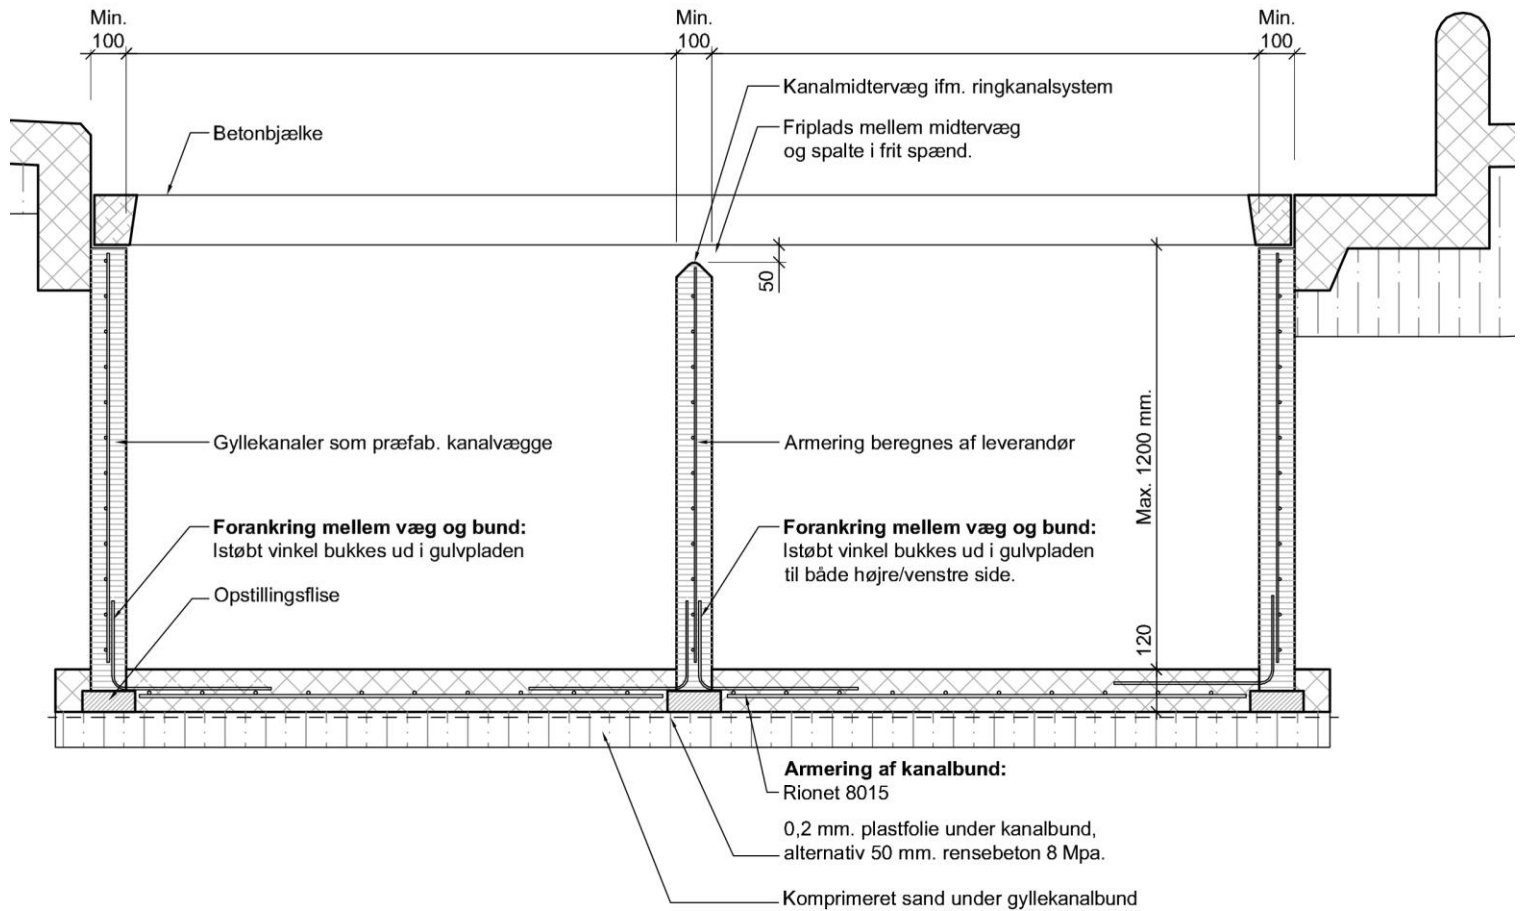 Min.
100
Min.
100
Min.
100
Kanalmidtervæg ifm. ringkanalsystem
Betonbjælke
Friplads mellem midtervæg
og spalte i frit spænd.
50
Max. 1200 mm.
Gyllekanaler som præfab. kanalvægge
Armering beregnes af leverandør
Forankring mellem væg og bund:
Istøbt vinkel bukkes ud i gulvpladen
Forankring mellem væg og bund:
Istøbt vinkel bukkes ud i gulvpladen
til både højre/venstre side.
Opstillingsflise
120
Armering af kanalbund:
Rionet 8015
0,2 mm. plastfolie under kanalbund,
alternativ 50 mm. rensebeton 8 Mpa.
Komprimeret sand under gyllekanalbund